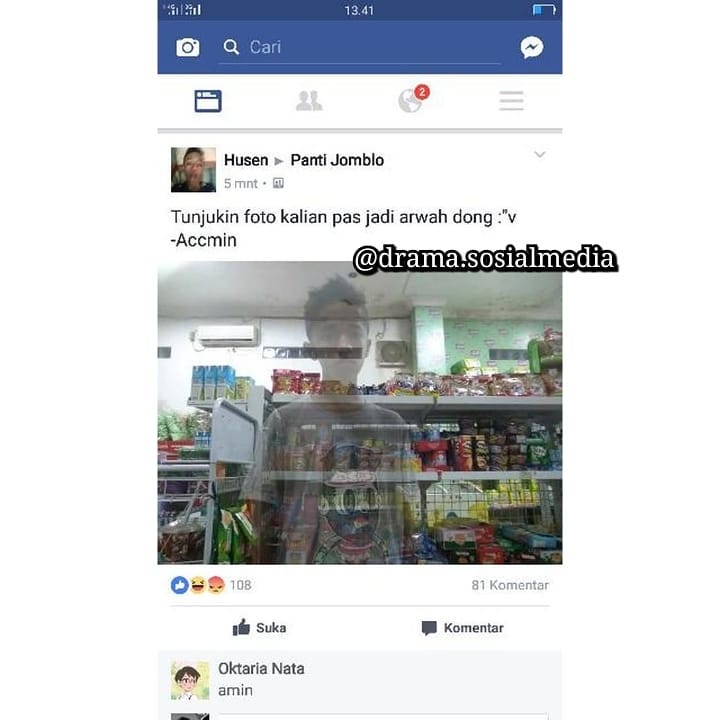 13.41
Cari
2
Husen ▶ Panti Jomblo
5 mnt ·
Tunjukin foto kalian pas jadi arwah dong :"v
-Accmin
@drama.sosialmedia
108
81 Komentar
Suka
Komentar
Oktaria Nata
amin